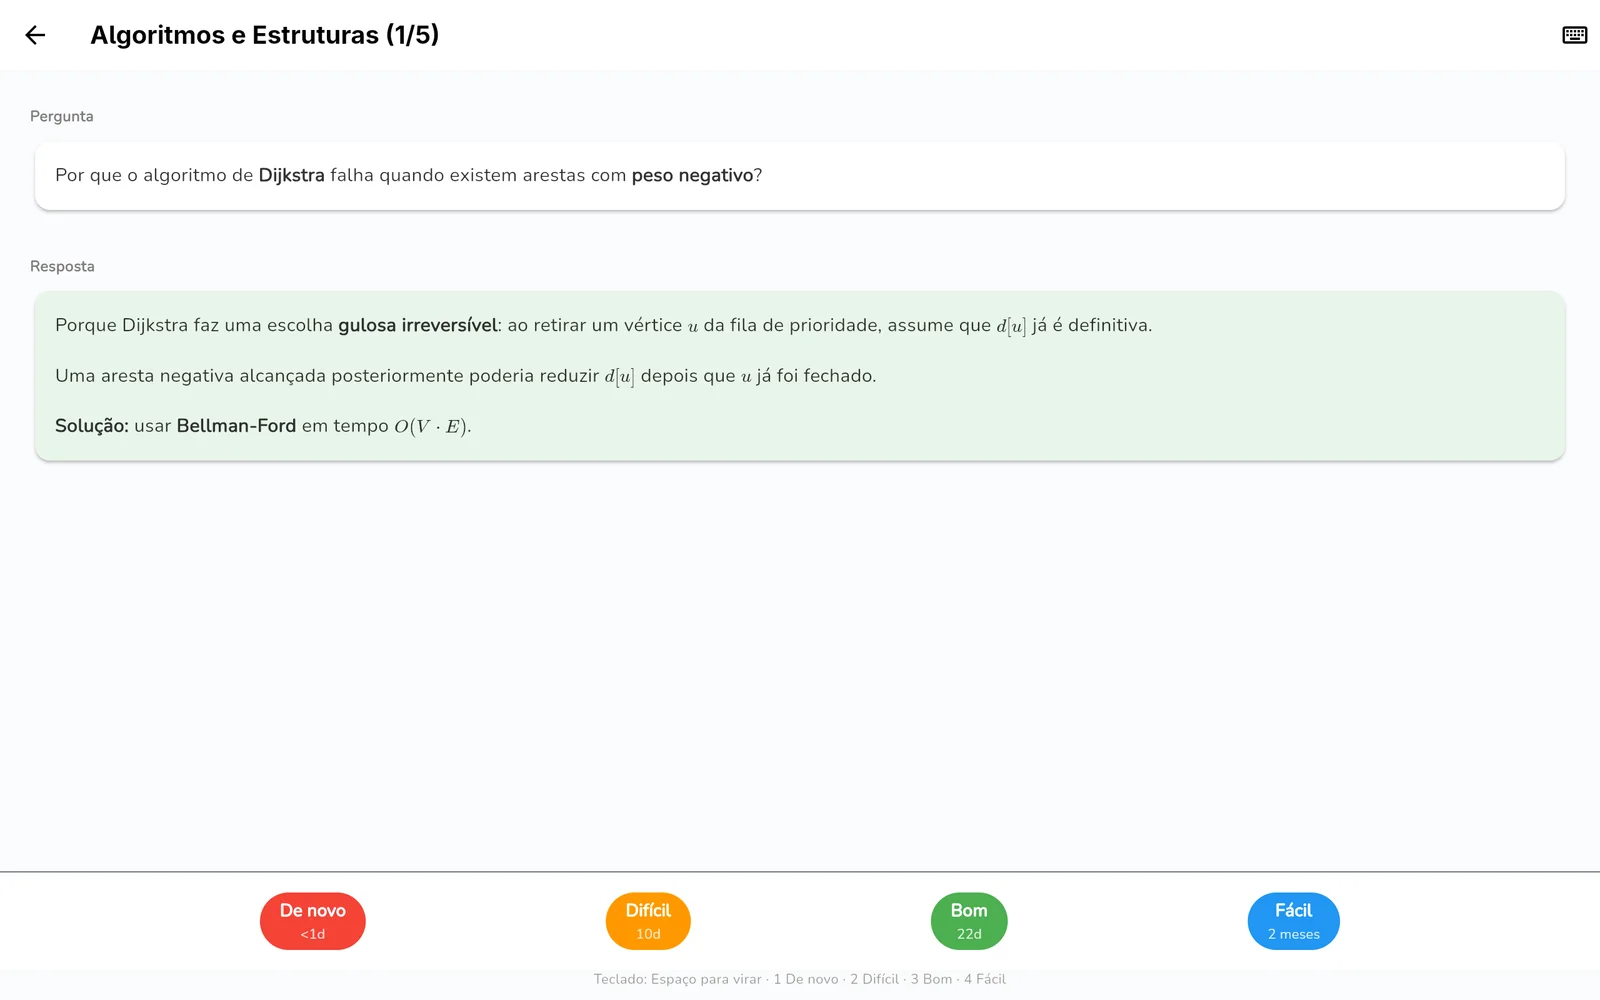 Algoritmos e Estruturas (1/5)
Pergunta
Por que o algoritmo de Dijkstra falha quando existem arestas com peso negativo?
Resposta
Porque Dijkstra faz uma escolha gulosa irreversível: ao retirar um vértice u da fila de prioridade, assume que d[u] já é definitiva.
Uma aresta negativa alcançada posteriormente poderia reduzir d[u] depois que u já foi fechado.
Solução: usar Bellman-Ford em tempo O(V · E).
De novo
<1d
Difícil
10d
Bom
22d
Fácil
2 meses
Teclado: Espaço para virar · 1 De novo · 2 Difícil · 3 Bom · 4 Fácil